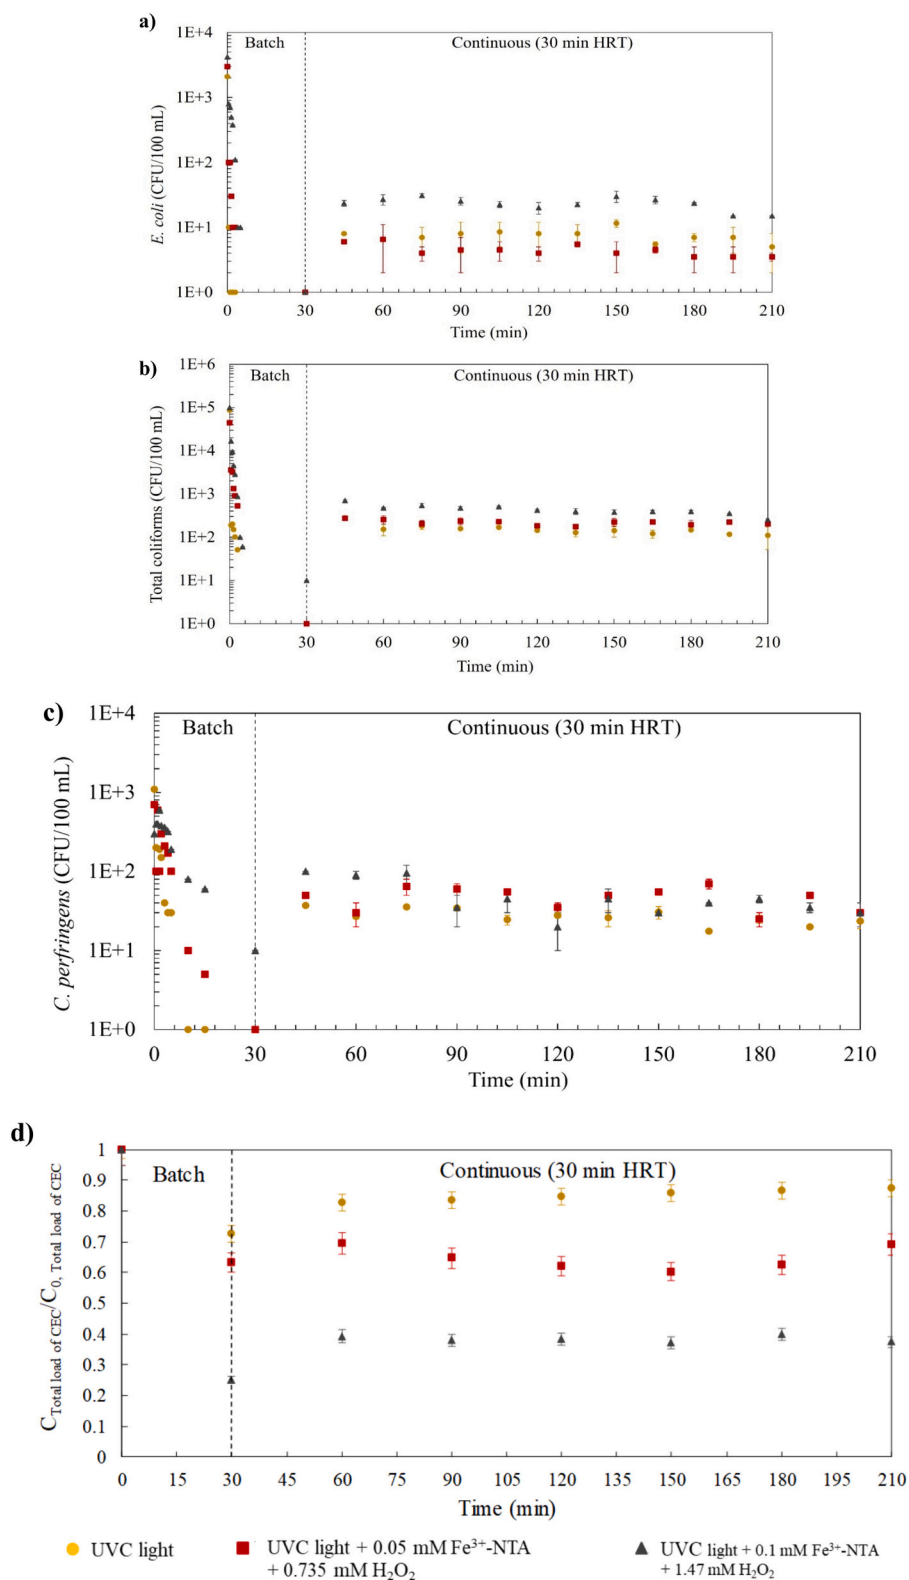 a)
1E+4
Batch
Continuous (30 min HRT)
1E+3
1E+2
1E+1
1E+0
E. coli (CFU/100 mL)
0 30 60 90 120 150 180 210
Time (min)
b)
1E+6
Batch
Continuous (30 min HRT)
1E+5
1E+4
1E+3
1E+2
1E+1
1E+0
Total coliforms (CFU/100 mL)
0 30 60 90 120 150 180 210
Time (min)
c)
1E+4
Batch
Continuous (30 min HRT)
1E+3
1E+2
1E+1
1E+0
C. perfringens (CFU/100 mL)
0 30 60 90 120 150 180 210
Time (min)
d)
1
Batch
Continuous (30 min HRT)
0.9
0.8
0.7
0.6
0.5
0.4
0.3
0.2
0.1
0
C Total load of CEC/C0, Total load of CEC
0 15 30 45 60 75 90 105 120 135 150 165 180 195 210
Time (min)
UVC light
UVC light + 0.05 mM Fe³⁺-NTA
+ 0.735 mM H₂O₂
UVC light + 0.1 mM Fe³⁺-NTA
+ 1.47 mM H₂O₂